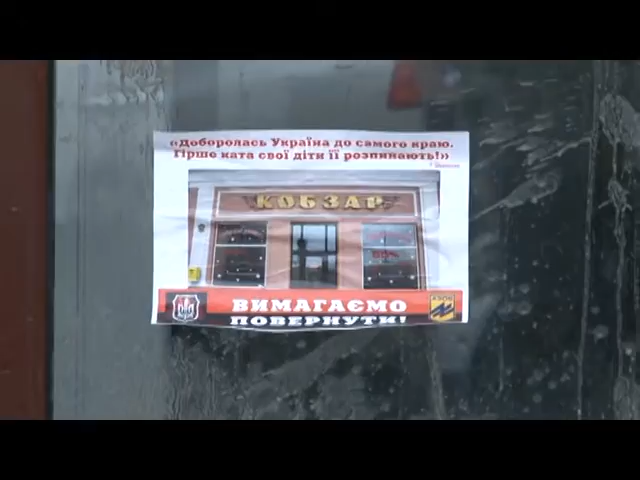 «Доборолась Україна до самого краю.
Гірше ката свої діти її розпинають!»
КОБЗАР
АЗОВ
ВИМАГАЄМО
ПОВЕРНУТИ!